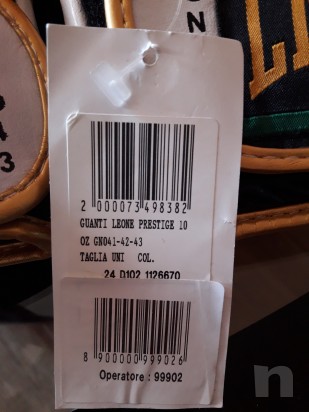 N
3
2 000073 498382
GUANTI LEONE PRESTIGE 10
OZ GN041-42-43
TAGLIA UNI COL.
24 D102 1126670
8 900000 999026
Operatore : 99902
n